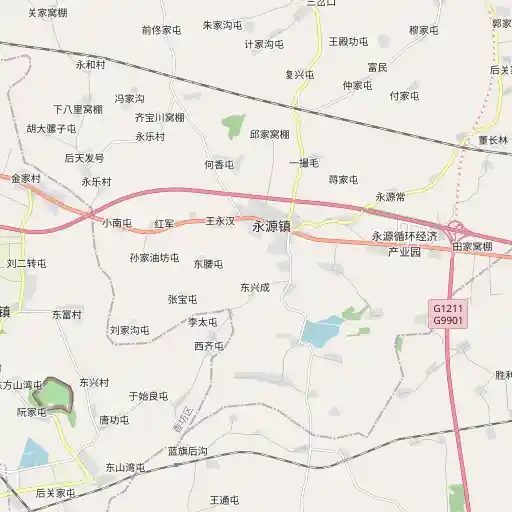 三岔口
关家窝棚
朱家沟屯
前佟家屯
郭家
穆家屯
计家沟屯
王殿功屯
永和村
复兴屯
富民
后关家
仲家屯
付家屯
冯家沟
下八里窝棚
齐宝川窝棚
胡大骡子屯
永乐村
邱家窝棚
董长林
后天发号
何香屯
一撮毛
金家村
永乐村
蒋家屯
永源常
小南屯
红军
王永汉
永源镇
永源循环经济
产业园
田家窝棚
孙家油坊屯
东腰屯
刘二转屯
东兴成
张宝屯
镇
东富村
G1211
G9901
李太屯
刘家沟屯
西齐屯
胜利
东方山湾屯
东兴村
于始良屯
阮家屯
香坊区
唐功屯
蓝旗后沟
东山湾屯
后关家屯
王通屯